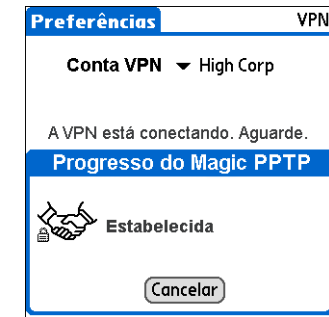 Preferências VPN
Conta VPN High Corp
A VPN está conectando. Aguarde.
Progresso do Magic PPTP
Estabelecida
Cancelar